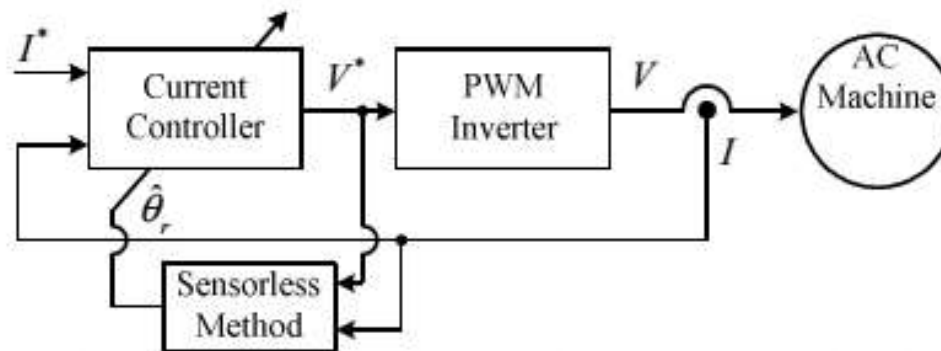 I*
Current
Controller
V*
PWM
Inverter
V
I
AC
Machine
θ̂r
Sensorless
Method